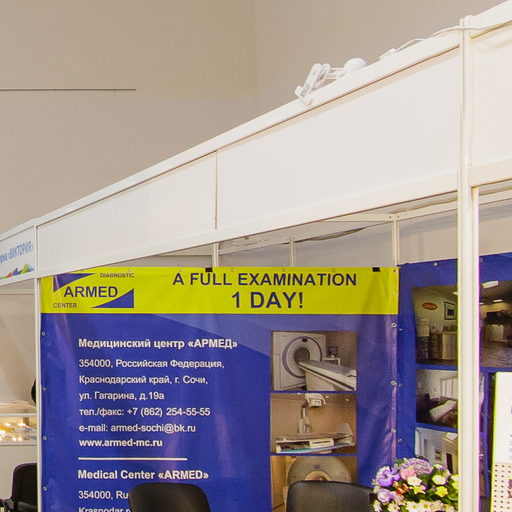 «ВИКТОРИЯ»
DIAGNOSTIC
ARMED
CENTER
A FULL EXAMINATION
1 DAY!
Медицинский центр «АРМЕД»
354000, Российская Федерация,
Краснодарский край, г. Сочи,
ул. Гагарина, д.19а
тел./факс: +7 (862) 254-55-55
e-mail: armed-sochi@bk.ru
www.armed-mc.ru
Medical Center «ARMED»
354000, Ru
Krasnodar